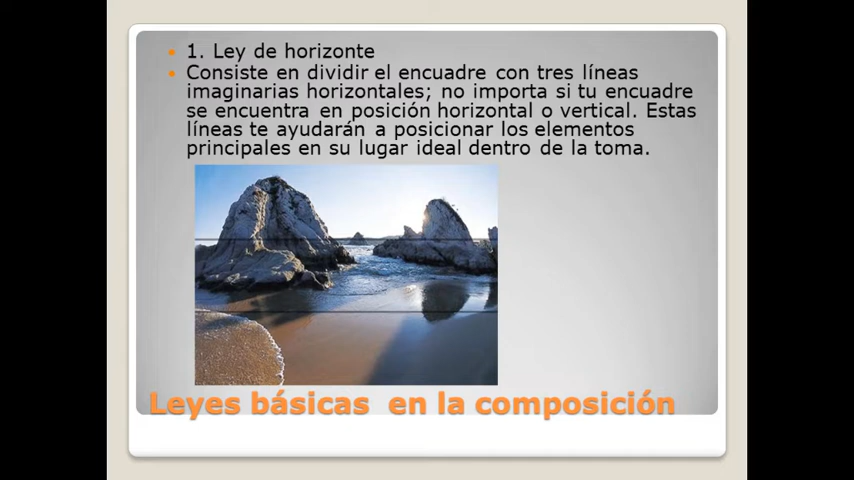 1. Ley de horizonte
Consiste en dividir el encuadre con tres líneas
imaginarias horizontales; no importa si tu encuadre
se encuentra en posición horizontal o vertical. Estas
líneas te ayudarán a posicionar los elementos
principales en su lugar ideal dentro de la toma.
Leyes básicas en la composición